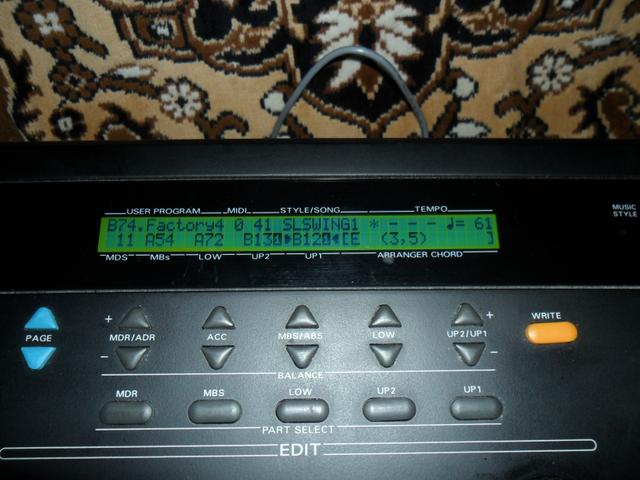 USER PROGRAM MIDI STYLE/SONG TEMPO
MUSIC STYLE
B74.Factory4 0 41 SLSWING1 * - - - ♩= 61
11 A54 A72 B13 B12 [E (3,5) ]
MDS MBs LOW UP2 UP1 ARRANGER CHORD
WRITE
+ +
PAGE MDR/ADR ACC MBS/ABS LOW UP2/UP1
− −
BALANCE
MDR MBS LOW UP2 UP1
PART SELECT
EDIT